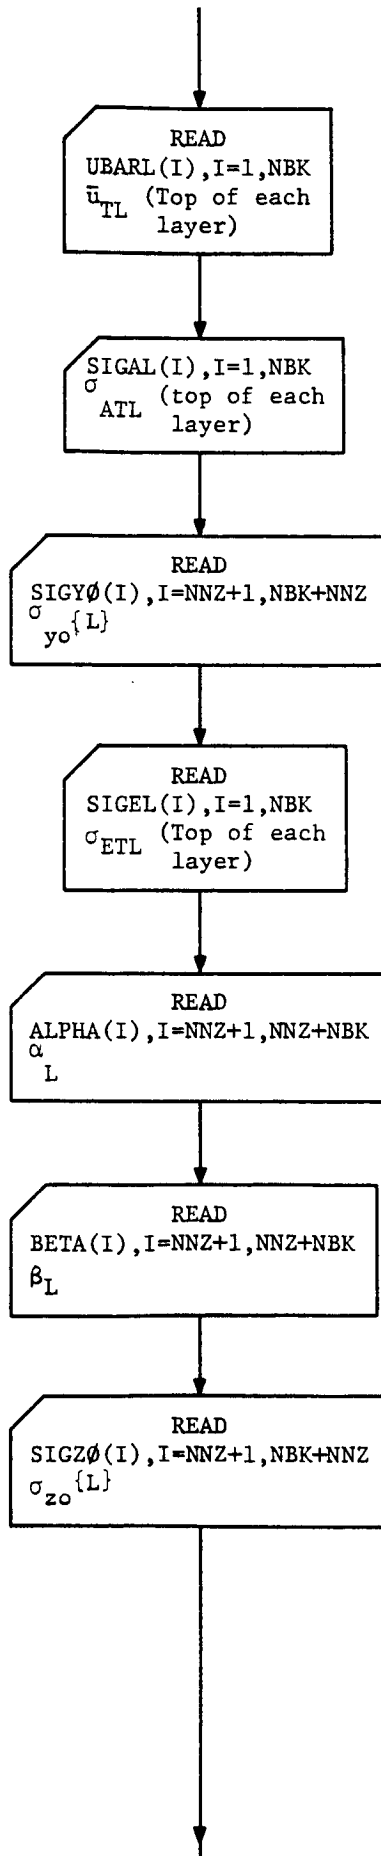 READ
UBARL(I),I=1,NBK
ū_TL (Top of each
layer)
SIGAL(I),I=1,NBK
σ_ATL (top of each
layer)
READ
SIGYØ(I),I=NNZ+1,NBK+NNZ
σ_yo{L}
READ
SIGEL(I),I=1,NBK
σ_ETL (Top of each
layer)
READ
ALPHA(I),I=NNZ+1,NNZ+NBK
α_L
READ
BETA(I),I=NNZ+1,NNZ+NBK
β_L
READ
SIGZØ(I),I=NNZ+1,NBK+NNZ
σ_zo{L}